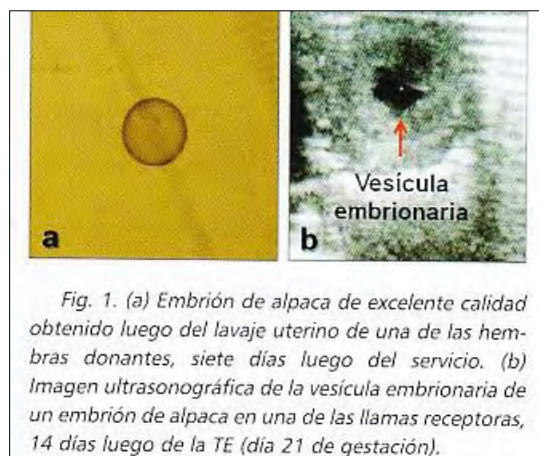 a
b
Vesícula
embrionaria
Fig. 1. (a) Embrión de alpaca de excelente calidad
obtenido luego del lavaje uterino de una de las hem-
bras donantes, siete días luego del servicio. (b)
Imagen ultrasonográfica de la vesícula embrionaria de
un embrión de alpaca en una de las llamas receptoras,
14 días luego de la TE (día 21 de gestación).